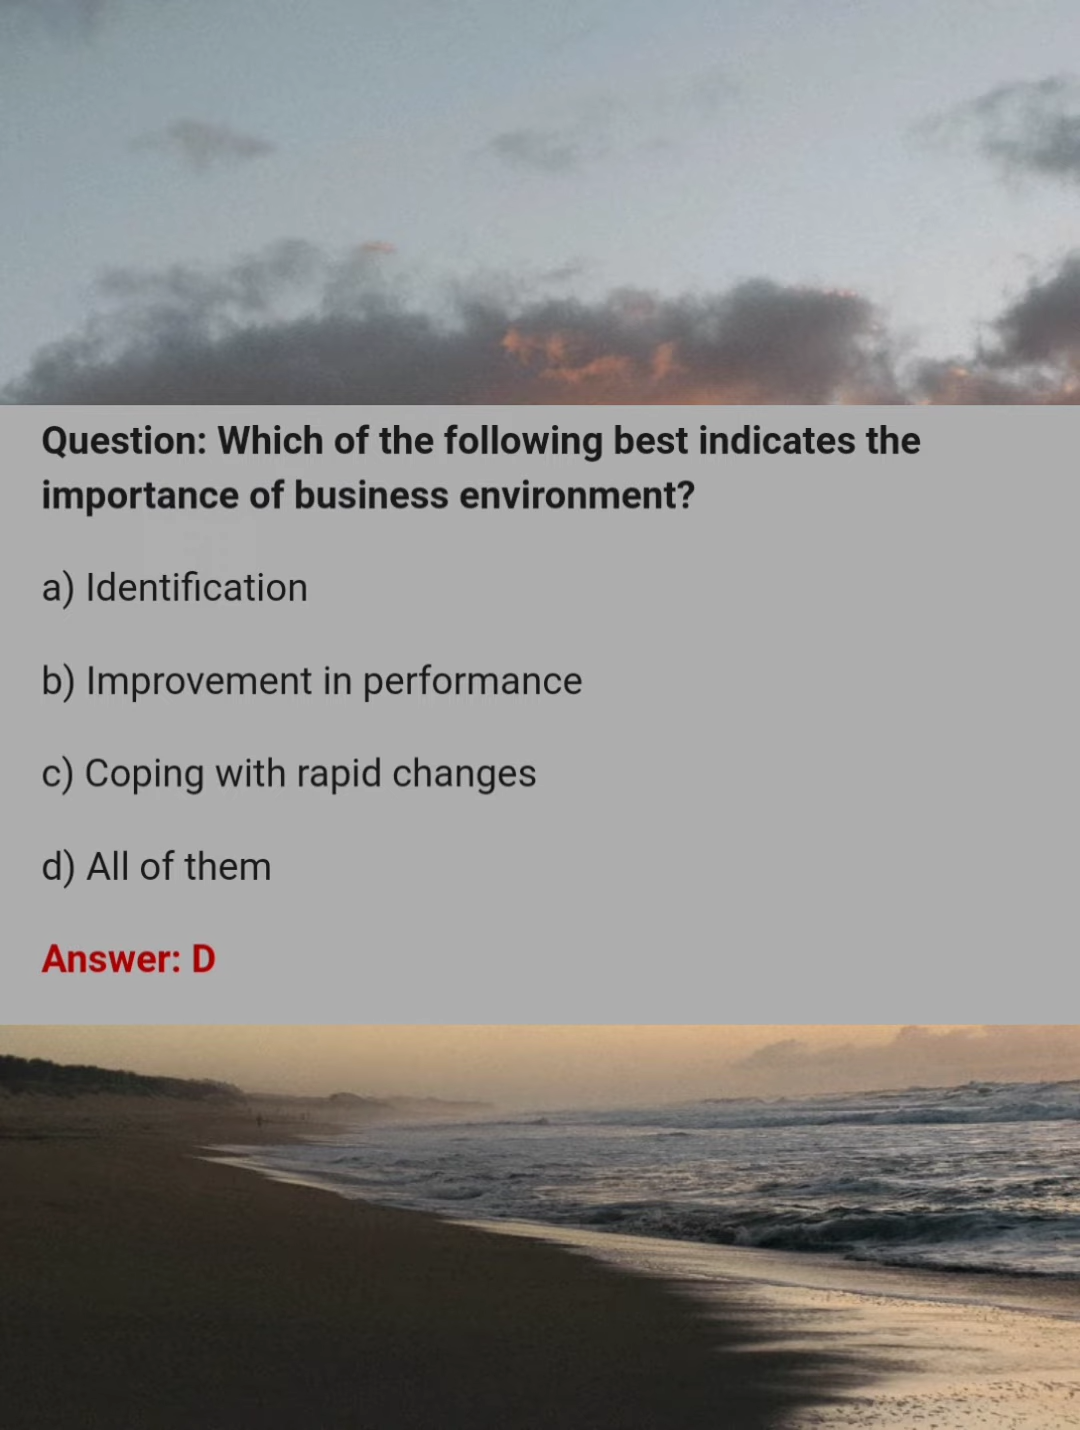 Question: Which of the following best indicates the
importance of business environment?
a) Identification
b) Improvement in performance
c) Coping with rapid changes
d) All of them
Answer: D